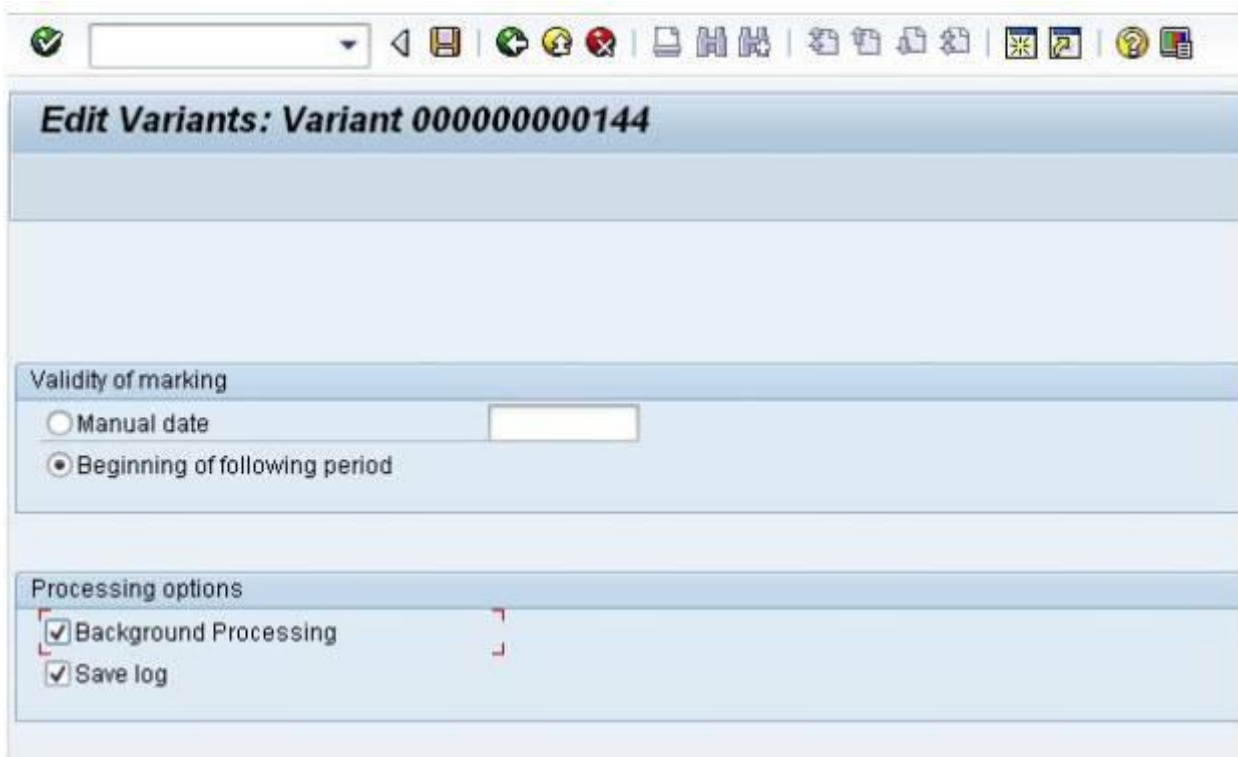 Edit Variants: Variant 000000000144
Validity of marking
Manual date
Beginning of following period
Processing options
Background Processing
Save log